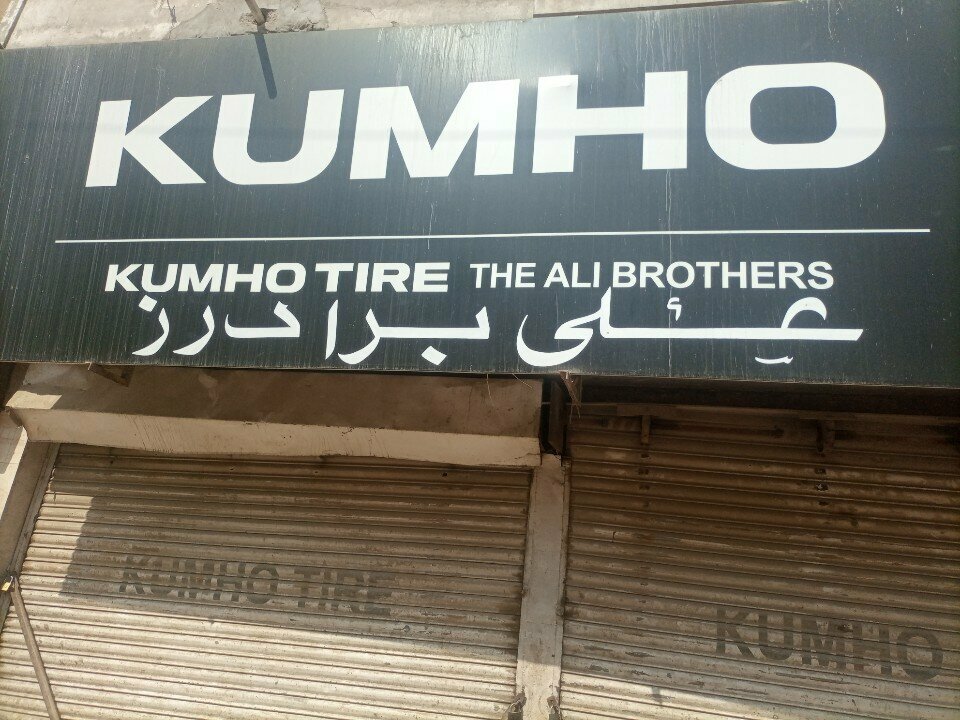 KUMHO
KUMHO TIRE THE ALI BROTHERS
علی برادرز
KUMHO TIRE
KUMHO